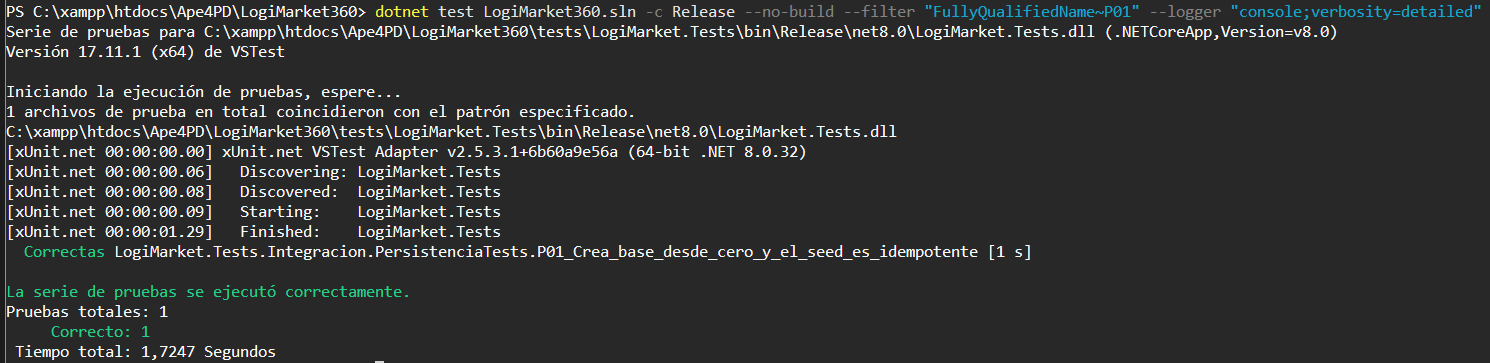 PS C:\xampp\htdocs\Ape4PD\LogiMarket360> dotnet test LogiMarket360.sln -c Release --no-build --filter "FullyQualifiedName~P01" --logger "console;verbosity=detailed"
Serie de pruebas para C:\xampp\htdocs\Ape4PD\LogiMarket360\tests\LogiMarket.Tests\bin\Release\net8.0\LogiMarket.Tests.dll (.NETCoreApp,Version=v8.0)
Versión 17.11.1 (x64) de VSTest

Iniciando la ejecución de pruebas, espere...
1 archivos de prueba en total coincidieron con el patrón especificado.
C:\xampp\htdocs\Ape4PD\LogiMarket360\tests\LogiMarket.Tests\bin\Release\net8.0\LogiMarket.Tests.dll
[xUnit.net 00:00:00.00] xUnit.net VSTest Adapter v2.5.3.1+6b60a9e56a (64-bit .NET 8.0.32)
[xUnit.net 00:00:00.06]   Discovering: LogiMarket.Tests
[xUnit.net 00:00:00.08]   Discovered:  LogiMarket.Tests
[xUnit.net 00:00:00.09]   Starting:    LogiMarket.Tests
[xUnit.net 00:00:01.29]   Finished:    LogiMarket.Tests
  Correctas LogiMarket.Tests.Integracion.PersistenciaTests.P01_Crea_base_desde_cero_y_el_seed_es_idempotente [1 s]

La serie de pruebas se ejecutó correctamente.
Pruebas totales: 1
     Correcto: 1
 Tiempo total: 1,7247 Segundos